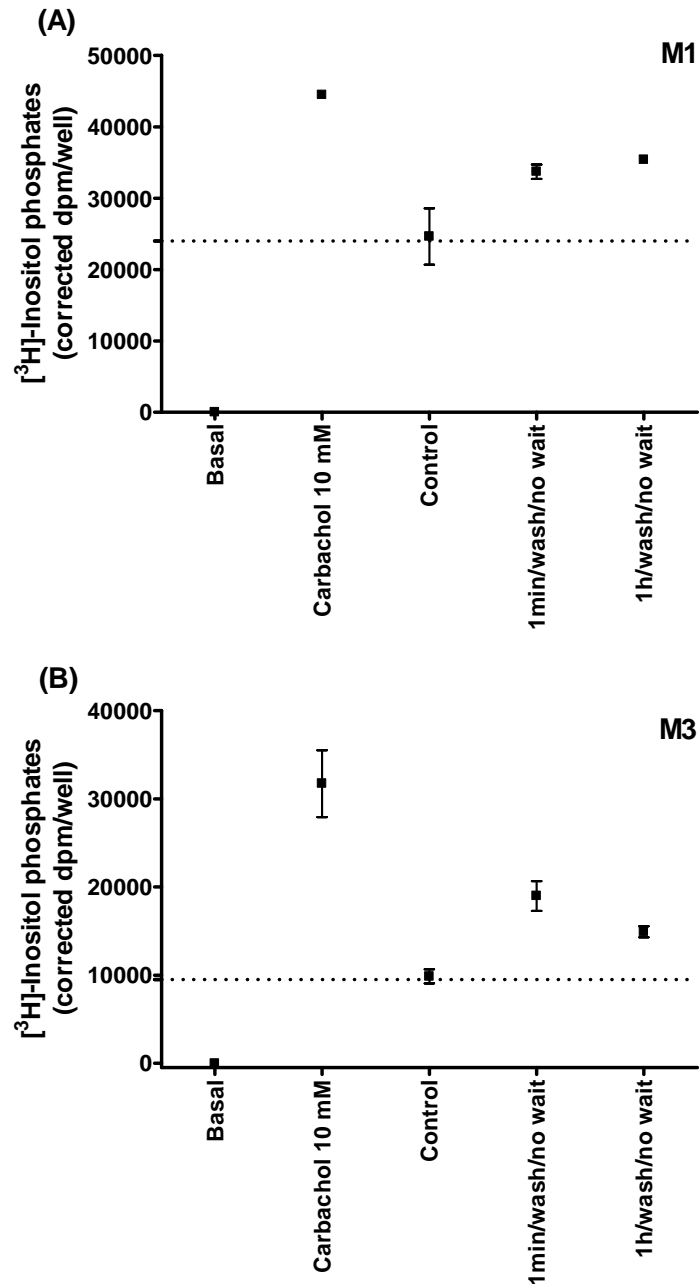 (A)
M1
[³H]-Inositol phosphates
(corrected dpm/well)
50000
40000
30000
20000
10000
0
Basal
Carbachol 10 mM
Control
1min/wash/no wait
1h/wash/no wait
(B)
M3
[³H]-Inositol phosphates
(corrected dpm/well)
40000
30000
20000
10000
0
Basal
Carbachol 10 mM
Control
1min/wash/no wait
1h/wash/no wait